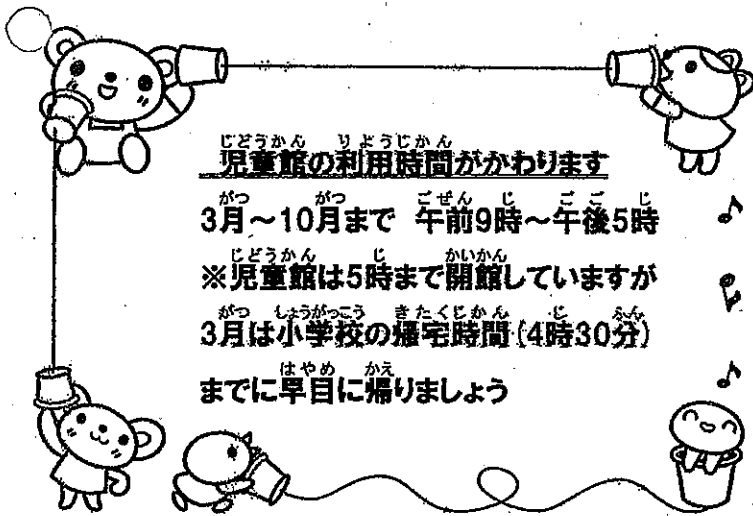 児童館の利用時間がかわります
3月～10月まで 午前9時～午後5時
※児童館は5時まで開館していますが
3月は小学校の帰宅時間(4時30分)
までに早目に帰りましょう